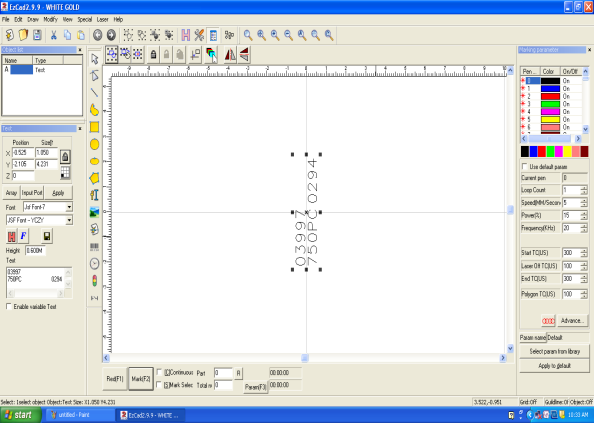 EzCad2.9.9 - WHITE GOLD
File Edit Draw Modify View Special Laser Help
Object list
Name Type
A Text
Text
Position Size
X -0.525 1.050
Y -2.105 4.231
Z 0
Array Input Port Apply
Font Jsf Font-7
JSF Font - YCZY
Height 0.600M
Text
03997
750PC 0294
Enable variable Text
03997
750PC 0294
Red(F1) Mark(F2)
[C]Continuous Part 0 R 00:00:00
[S]Mark Selec Total nr 0 Param(F3) 00:00:00
Marking parameter
Pen... Color On/Off
0 On
1 On
2 On
3 On
4 On
5 On
6 On
Use default param
Current pen 0
Loop Count 1
Speed(MM/Secon 5
Power(%) 15
Frequency(KHz) 20
Start TC(US) 300
Laser Off TC(US) 100
End TC(US) 300
Polygon TC(US) 100
Advance...
Param name Default
Select param from library
Apply to default
Select: 1select object Object:Text Size: X1.050 Y4.231
3.522,-0.951 Grid:Off Guidline:Of Object:Off
start untitled - Paint EzCad2.9.9 - WHITE ... 10:33 AM